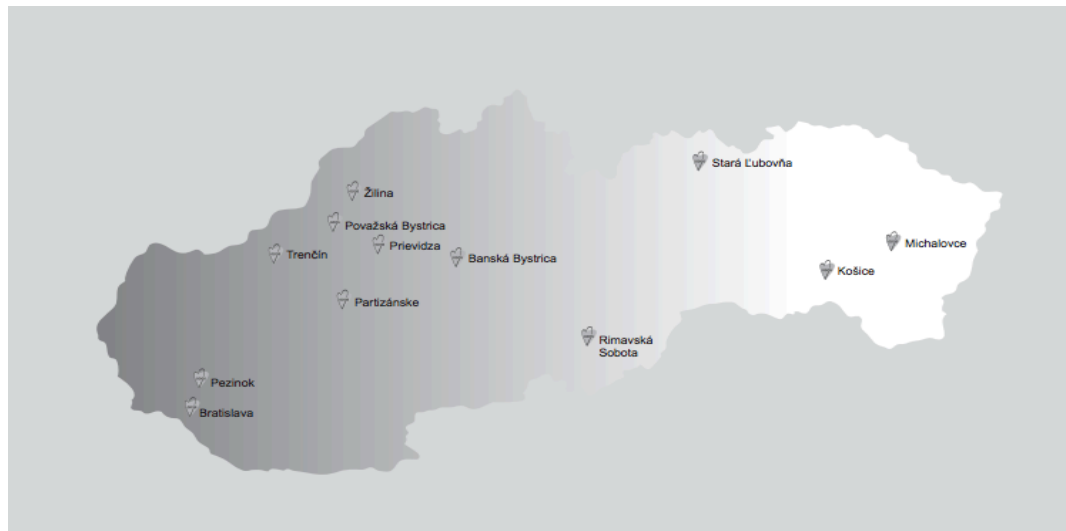 Stará Ľubovňa
Žilina
Považská Bystrica
Prievidza
Michalovce
Trenčín
Banská Bystrica
Košice
Partizánske
Rimavská
Sobota
Pezinok
Bratislava